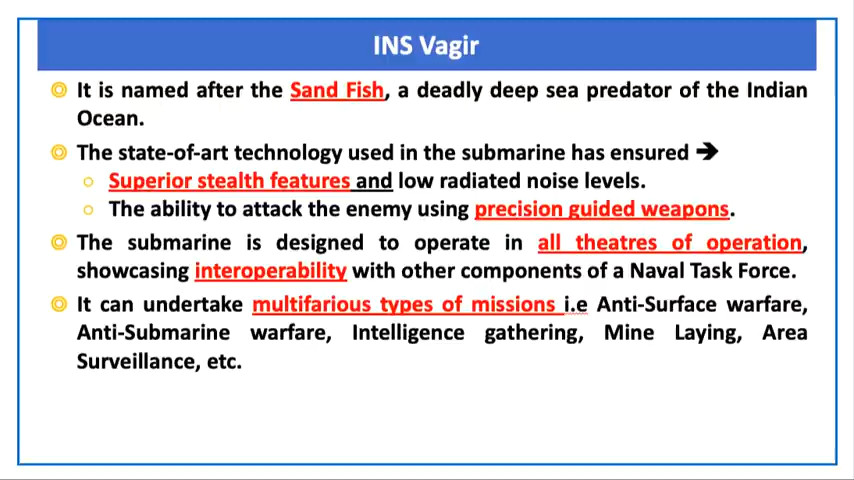 INS Vagir
It is named after the Sand Fish, a deadly deep sea predator of the Indian
Ocean.
The state-of-art technology used in the submarine has ensured ➔
Superior stealth features and low radiated noise levels.
The ability to attack the enemy using precision guided weapons.
The submarine is designed to operate in all theatres of operation,
showcasing interoperability with other components of a Naval Task Force.
It can undertake multifarious types of missions i.e Anti-Surface warfare,
Anti-Submarine warfare, Intelligence gathering, Mine Laying, Area
Surveillance, etc.